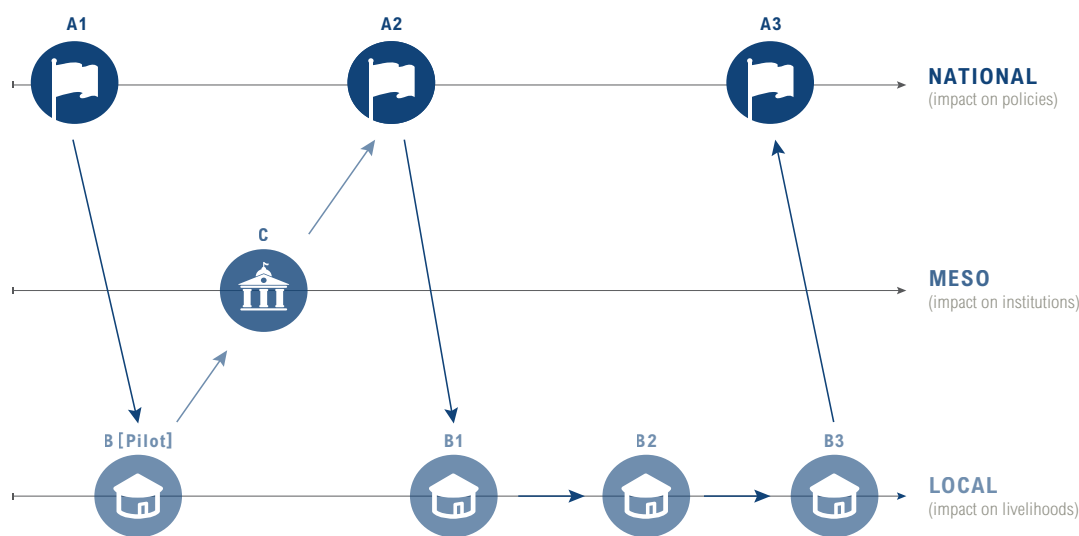 A1
A2
A3
NATIONAL
(impact on policies)
C
MESO
(impact on institutions)
B [Pilot]
B1
B2
B3
LOCAL
(impact on livelihoods)